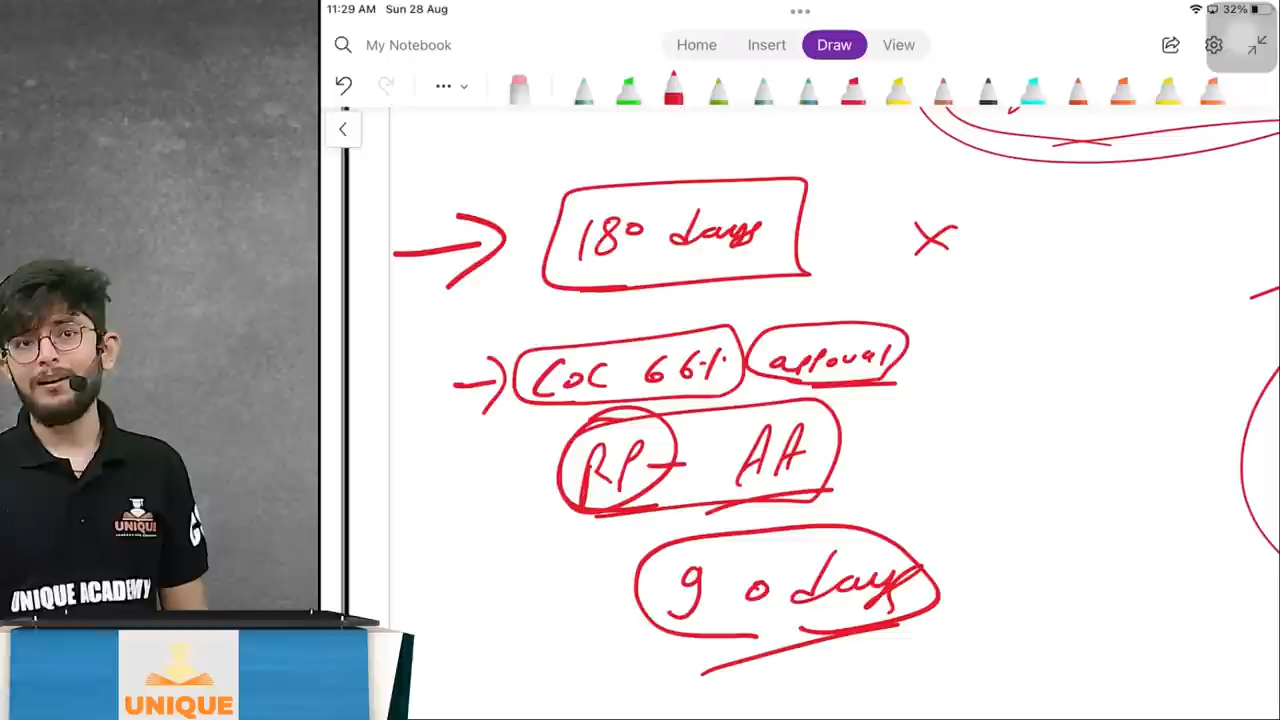 11:29 AM Sun 28 Aug
32%
My Notebook
Home Insert Draw View
180 days ×
COC 66% approval
RP - AA
90 days
UNIQUE
UNIQUE ACADEMY
UNIQUE